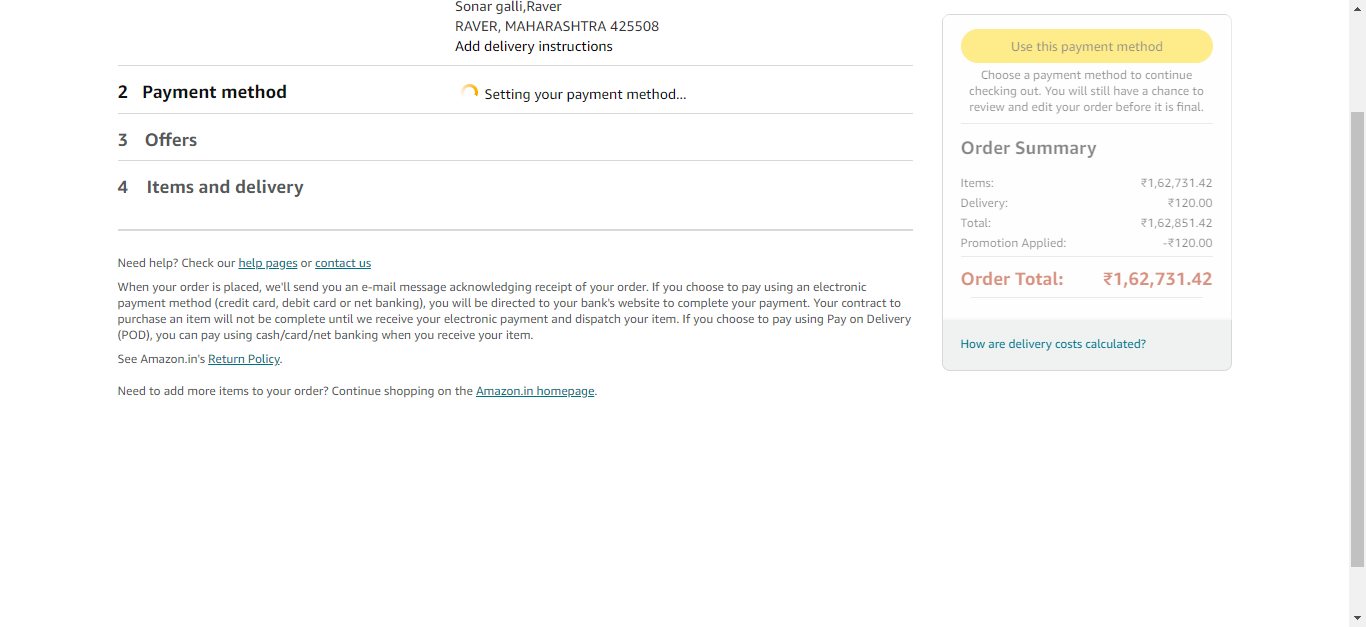 Sonar galli,Raver
RAVER, MAHARASHTRA 425508
Add delivery instructions
2 Payment method
Setting your payment method...
3 Offers
4 Items and delivery
Need help? Check our help pages or contact us
When your order is placed, we'll send you an e-mail message acknowledging receipt of your order. If you choose to pay using an electronic
payment method (credit card, debit card or net banking), you will be directed to your bank's website to complete your payment. Your contract to
purchase an item will not be complete until we receive your electronic payment and dispatch your item. If you choose to pay using Pay on Delivery
(POD), you can pay using cash/card/net banking when you receive your item.
See Amazon.in's Return Policy.
Need to add more items to your order? Continue shopping on the Amazon.in homepage.
Use this payment method
Choose a payment method to continue
checking out. You will still have a chance to
review and edit your order before it is final.
Order Summary
Items: ₹1,62,731.42
Delivery: ₹120.00
Total: ₹1,62,851.42
Promotion Applied: -₹120.00
Order Total: ₹1,62,731.42
How are delivery costs calculated?